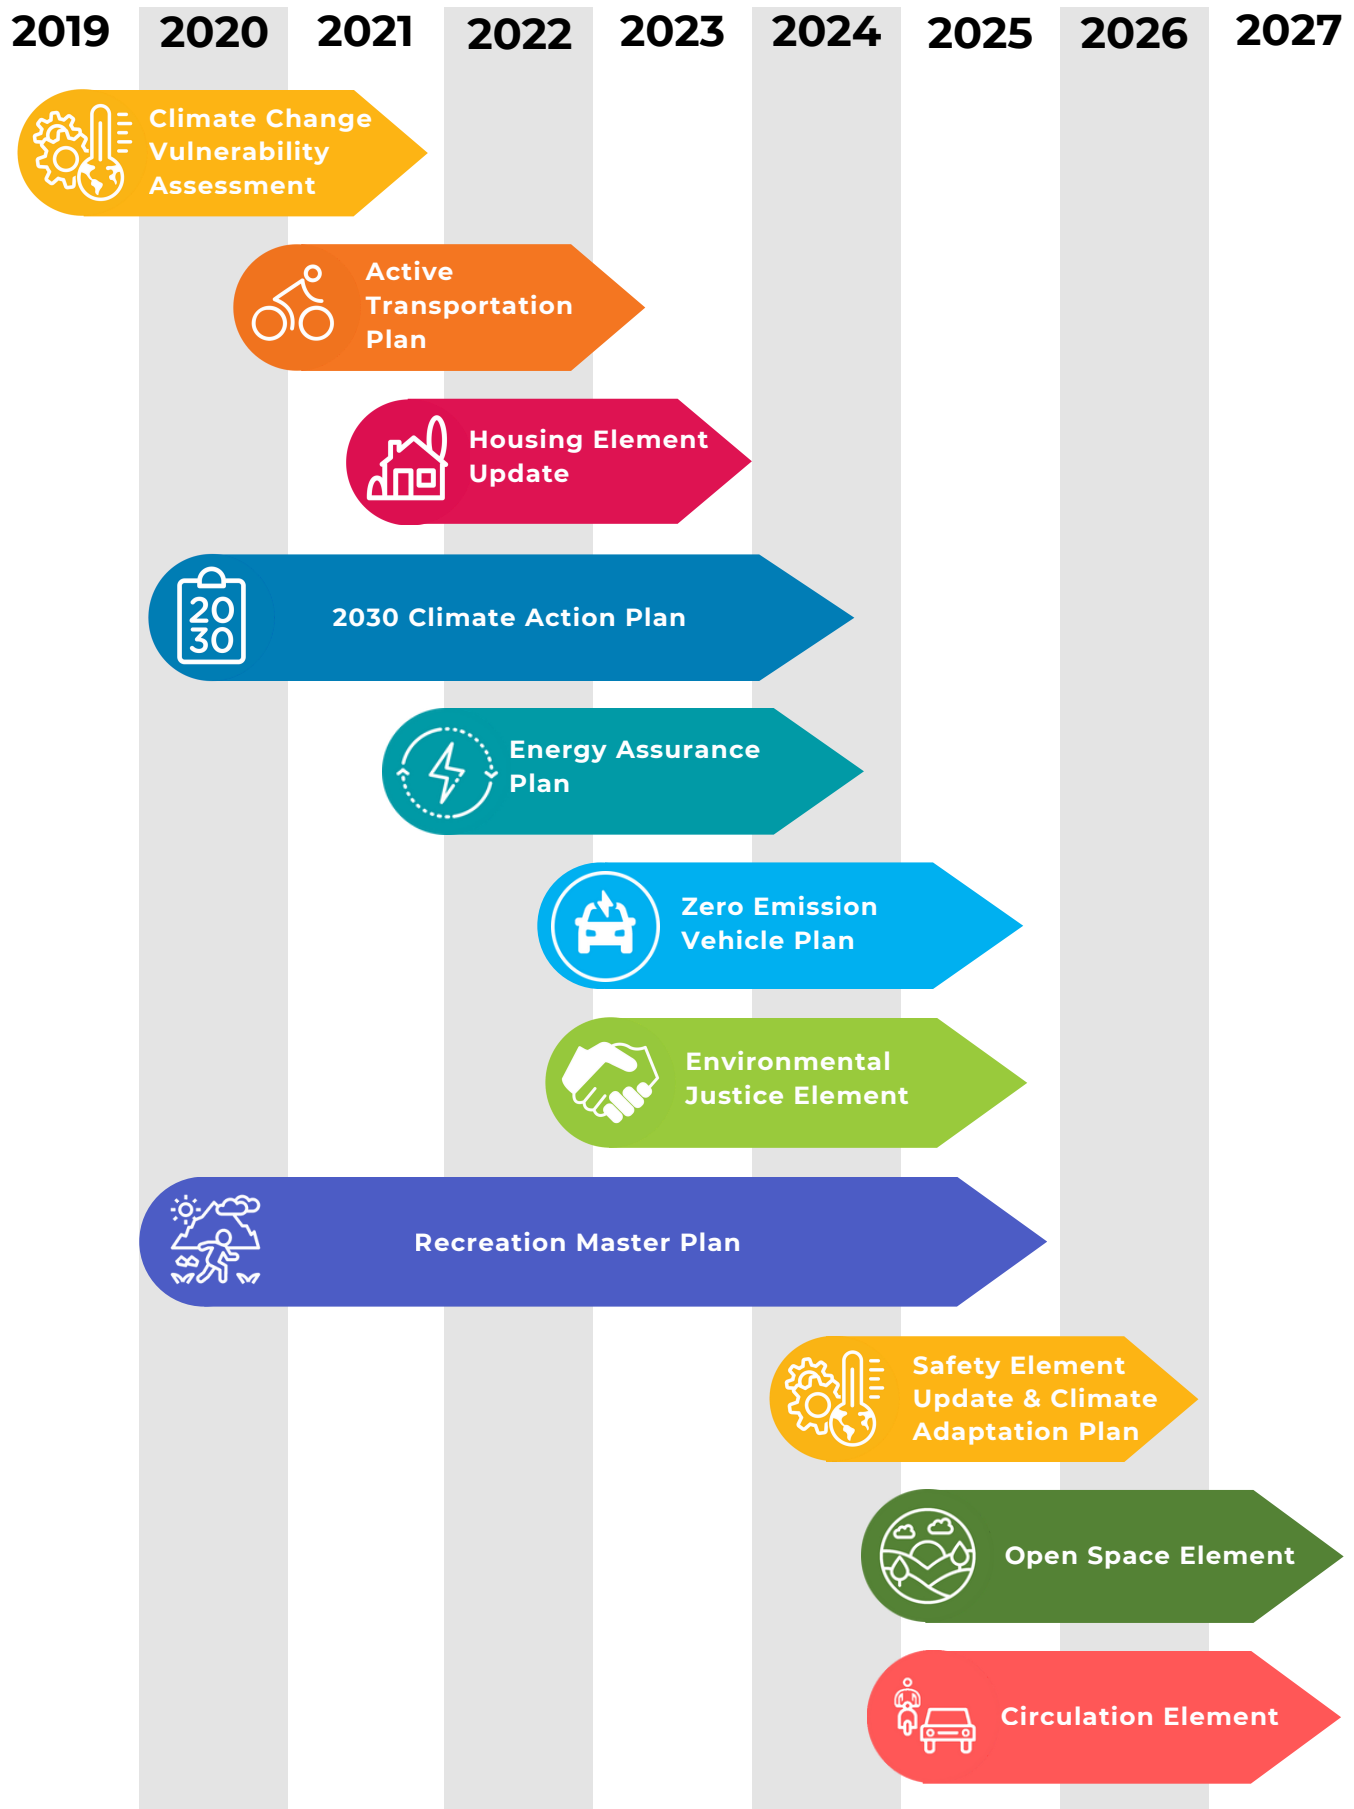 2019 2020 2021 2022 2023 2024 2025 2026 2027
Climate Change
Vulnerability
Assessment
Active
Transportation
Plan
Housing Element
Update
20
30
2030 Climate Action Plan
Energy Assurance
Plan
Zero Emission
Vehicle Plan
Environmental
Justice Element
Recreation Master Plan
Safety Element
Update & Climate
Adaptation Plan
Open Space Element
Circulation Element